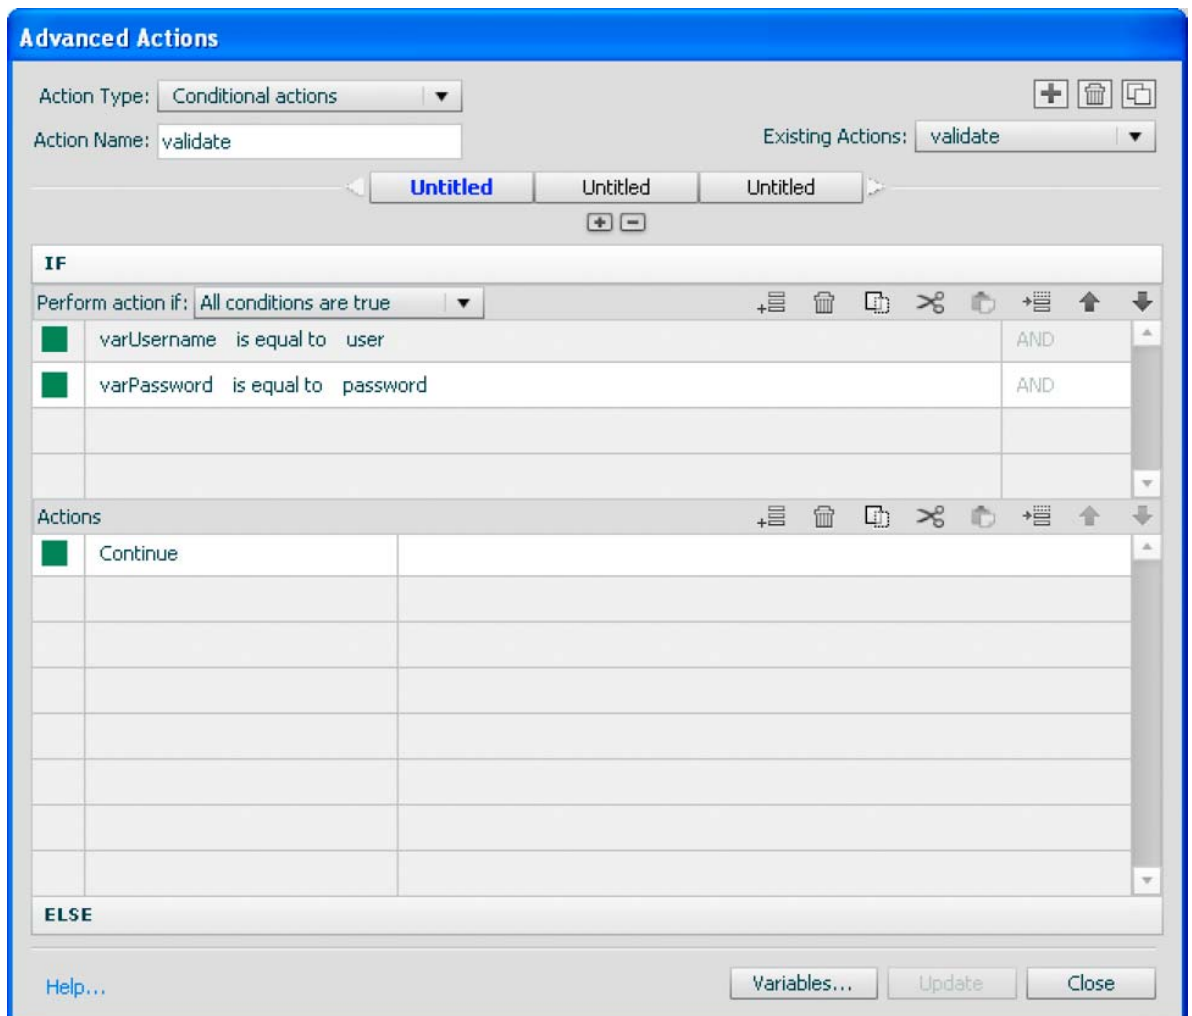 Advanced Actions
Action Type: Conditional actions
Action Name: validate
Existing Actions: validate
Untitled Untitled Untitled
IF
Perform action if: All conditions are true
varUsername is equal to user AND
varPassword is equal to password AND
Actions
Continue
ELSE
Help... Variables... Update Close